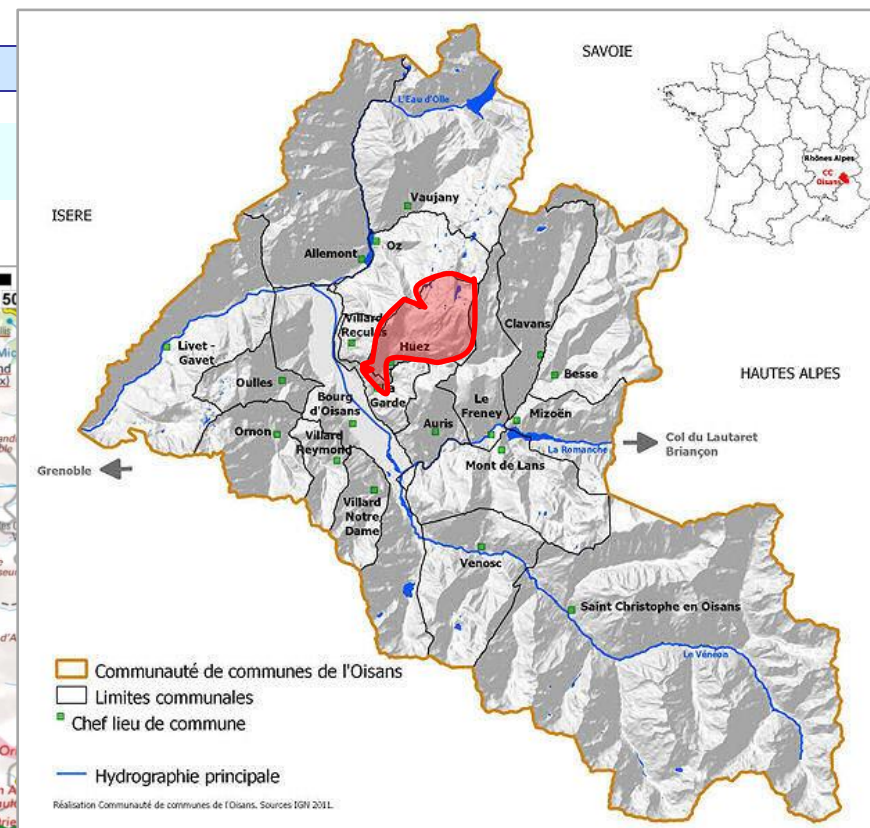 SAVOIE
L'Eau d'Olle
Rhônes Alpes
CC
Oisans
Vaujany
ISERE
Oz
Allemont
50
Villard
Reculas
Huez
Clavans
Livet -
Gavet
Besse
HAUTES ALPES
Oulles
La
Garde
Bourg
d'Oisans
Le
Freney
Mizoën
Auris
Ornon
Villard
Reymond
La Romanche
Col du Lautaret
Briançon
Grenoble
Mont de Lans
Villard
Notre
Dame
Venosc
Saint Christophe en Oisans
Le Vénéon
Communauté de communes de l'Oisans
Limites communales
Chef lieu de commune
Hydrographie principale
Réalisation Communauté de communes de l'Oisans. Sources IGN 2011.